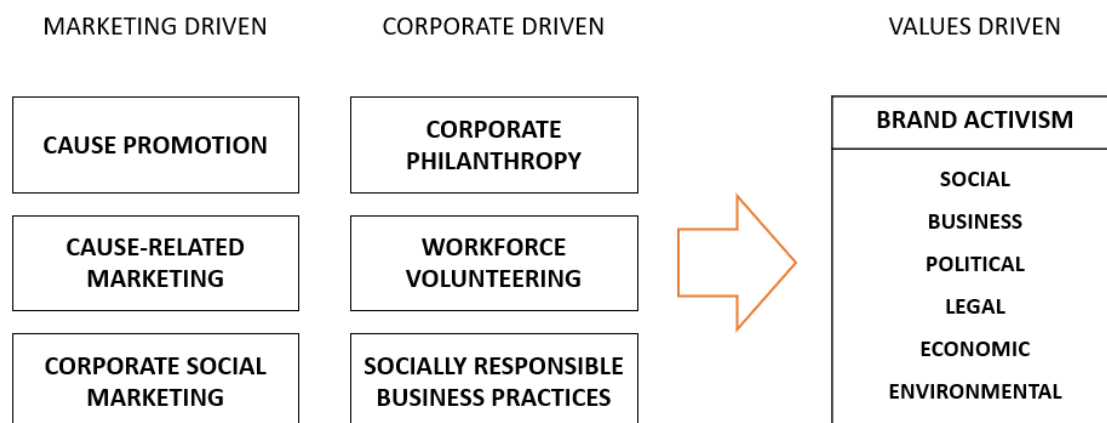 MARKETING DRIVEN
CORPORATE DRIVEN
VALUES DRIVEN
CAUSE PROMOTION
CAUSE-RELATED
MARKETING
CORPORATE SOCIAL
MARKETING
CORPORATE
PHILANTHROPY
WORKFORCE
VOLUNTEERING
SOCIALLY RESPONSIBLE
BUSINESS PRACTICES
BRAND ACTIVISM
SOCIAL
BUSINESS
POLITICAL
LEGAL
ECONOMIC
ENVIRONMENTAL